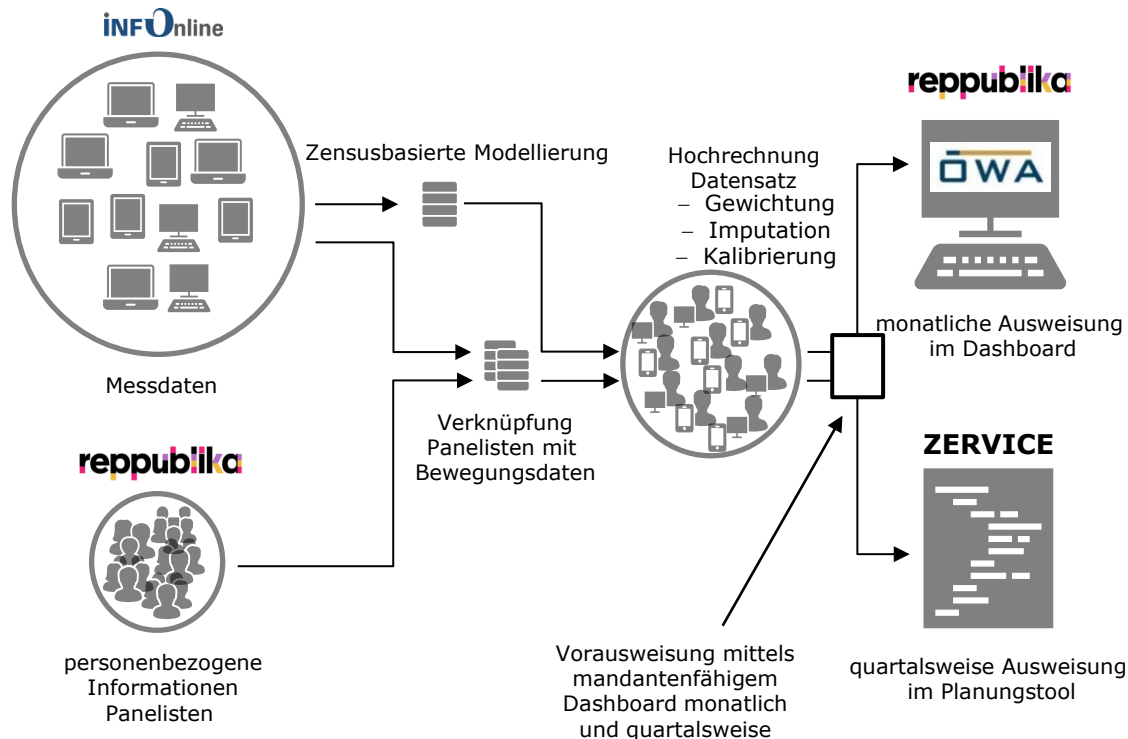 INFOnline
Messdaten
reppublika
personenbezogene
Informationen
Panelisten
Zensusbasierte Modellierung
Verknüpfung
Panelisten mit
Bewegungsdaten
Hochrechnung
Datensatz
– Gewichtung
– Imputation
– Kalibrierung
Vorausweisung mittels
mandantenfähigem
Dashboard monatlich
und quartalsweise
reppublika
ÖWA
monatliche Ausweisung
im Dashboard
ZERVICE
quartalsweise Ausweisung
im Planungstool